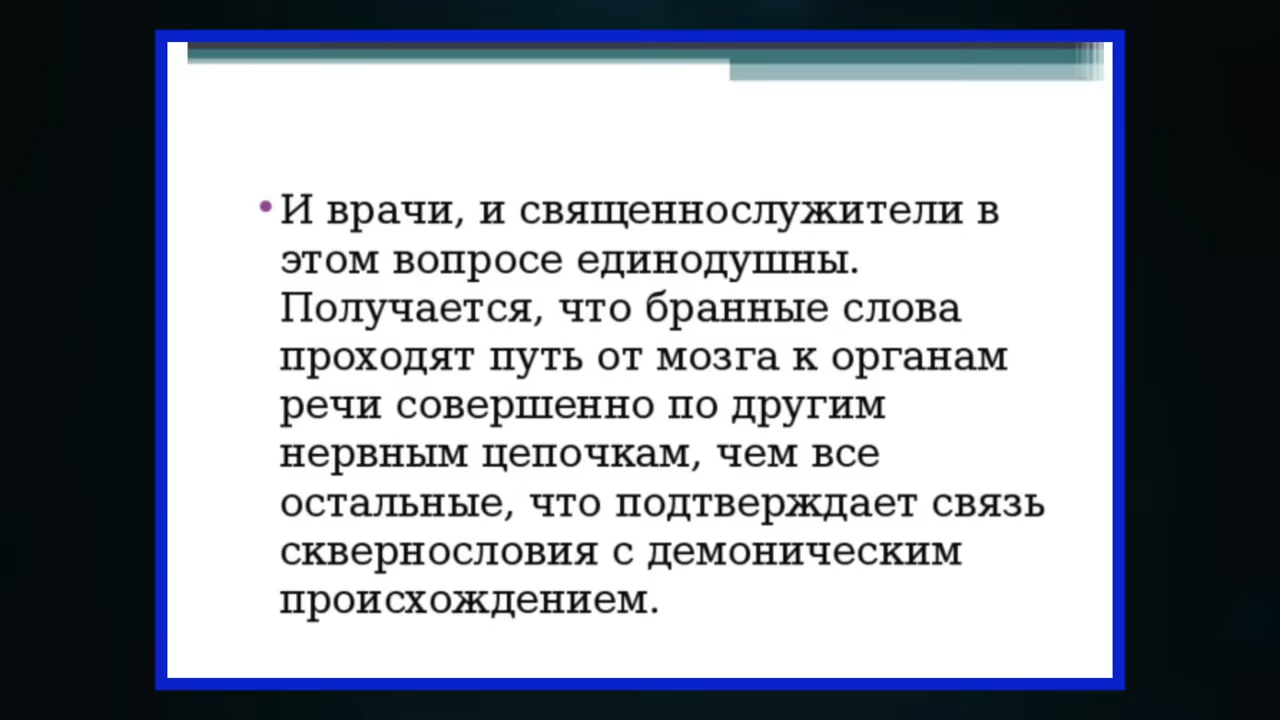 • И врачи, и священнослужители в
этом вопросе единодушны.
Получается, что бранные слова
проходят путь от мозга к органам
речи совершенно по другим
нервным цепочкам, чем все
остальные, что подтверждает связь
сквернословия с демоническим
происхождением.